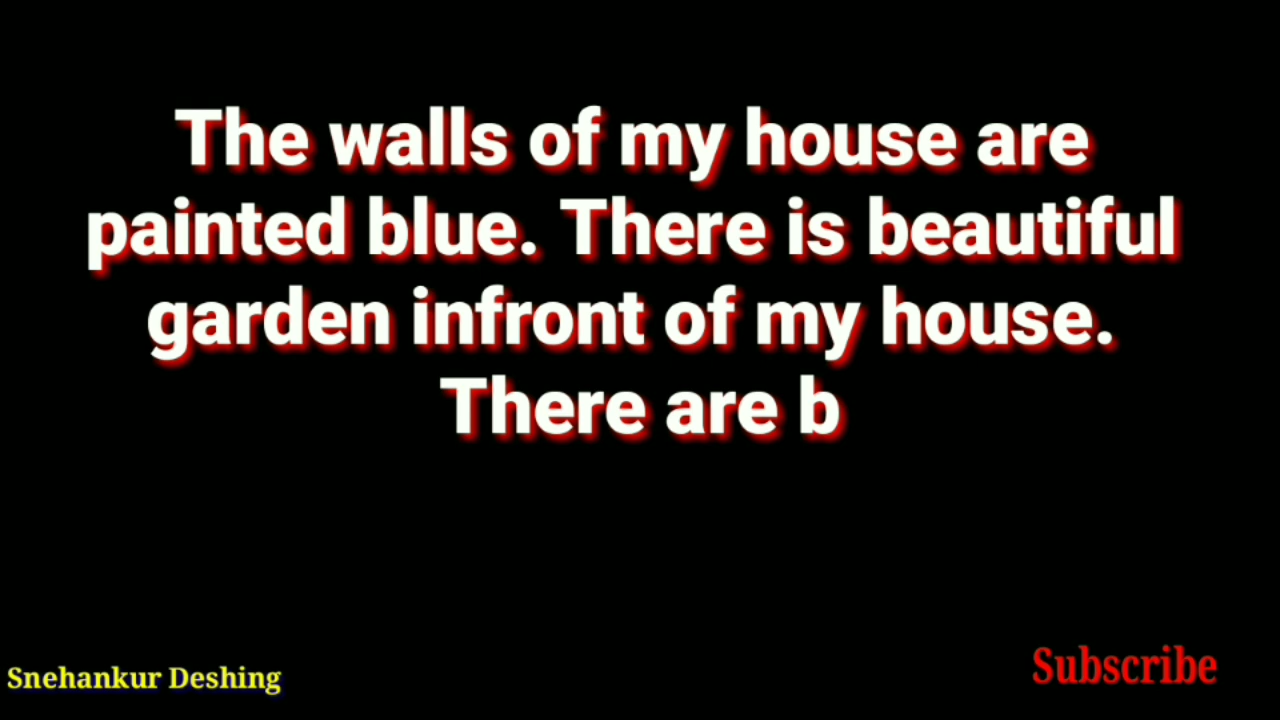 The walls of my house are
painted blue. There is beautiful
garden infront of my house.
There are b
Snehankur Deshing
Subscribe